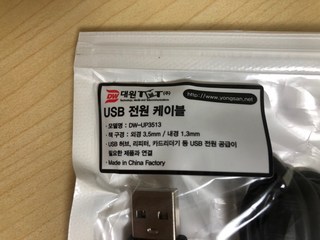 DW 대원 T&T(주)
http://www.yongsan.net
USB 전원 케이블
· 모델명 : DW-UP3513
· 잭 구경 : 외경 3.5mm / 내경 1.3mm
· USB 허브, 리피터, 카드리더기 등 USB 전원 공급이
필요한 제품과 연결
· Made in China Factory